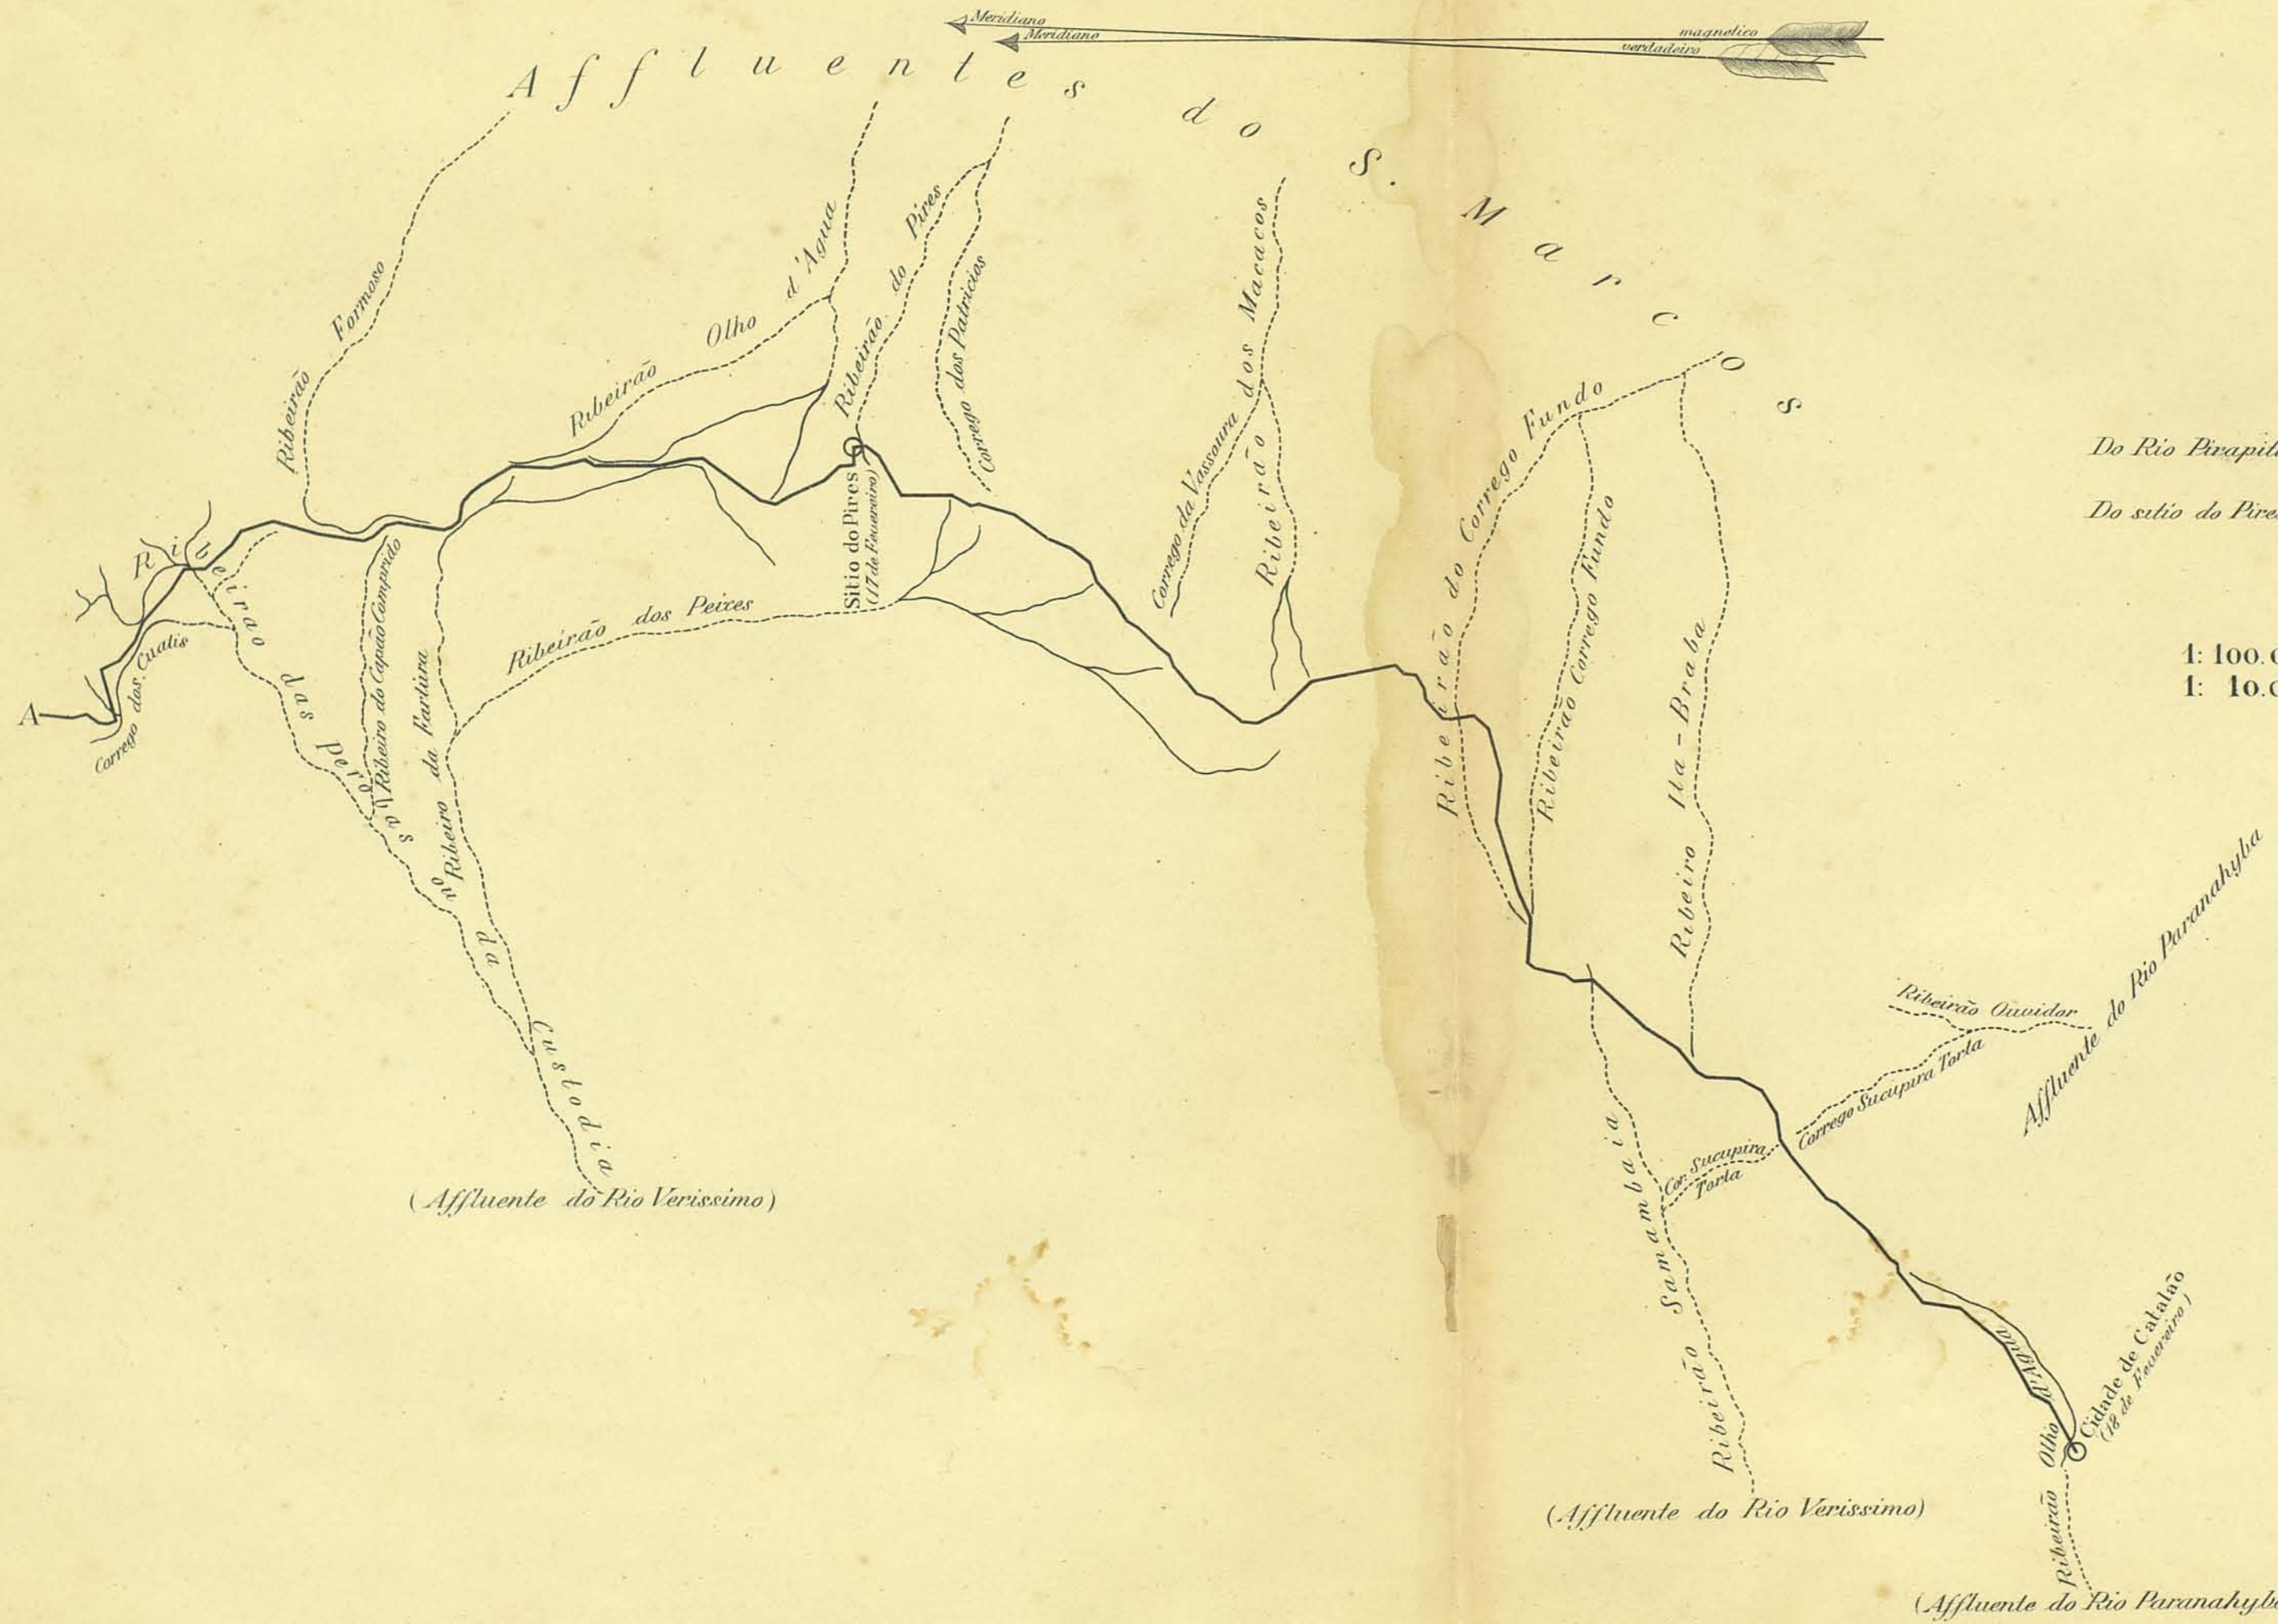 Meridiano magnetico
Meridiano verdadeiro
Affluentes do S. Marcos
Ribeirão Formoso
Ribeirão Olho d'Agua
Ribeirão do Pires
Corrego dos Patricios
Corrego da Vassoura
Ribeirão dos Macacos
Ribeirão do Corrego Fundo
Ribeirão Corrego Fundo
Ribeiro Ita-Braba
Do Rio Pirapit
Do sitio do Pire
1: 100.0
1: 10.0
A
Corrego dos Cuatis
Ribeirão das Pedras
ou da Custodia
Ribeiro do Capão Comprido
Ribeiro da Fartura
Ribeirão dos Peixes
Sitio do Pires
(17 de Fevereiro)
(Affluente do Rio Verissimo)
Ribeirão Ouvidor
Corrego Sucupira Torta
Affluente do Rio Paranahyba
Cor. Sucupira
Torta
Ribeirão Samambaia
(Affluente do Rio Verissimo)
Cidade de Catalão
(18 de Fevereiro)
Ribeirão Olho d'Agua
(Affluente do Rio Paranahyb